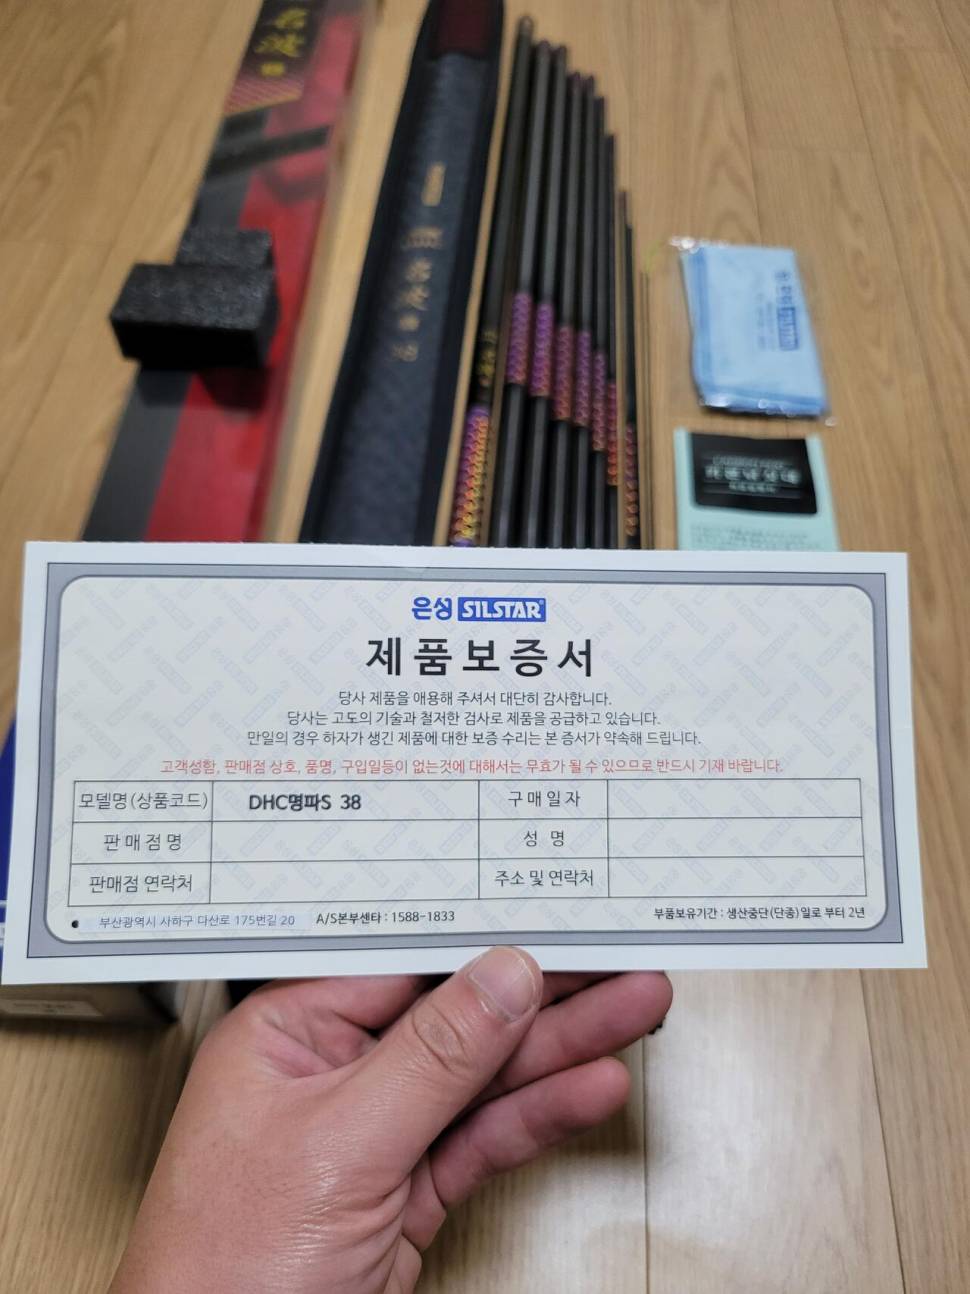 名波
은성 SILSTAR
제품보증서
당사 제품을 애용해 주셔서 대단히 감사합니다.
당사는 고도의 기술과 철저한 검사로 제품을 공급하고 있습니다.
만일의 경우 하자가 생긴 제품에 대한 보증 수리는 본 증서가 약속해 드립니다.
고객성함, 판매점 상호, 품명, 구입일등이 없는것에 대해서는 무효가 될 수 있으므로 반드시 기재 바랍니다.
모델명(상품코드) DHC명파S 38 구매일자
판매점명 성 명
판매점 연락처 주소 및 연락처
부산광역시 사하구 다산로 175번길 20 A/S본부센타 : 1588-1833 부품보유기간 : 생산중단(단종)일로 부터 2년